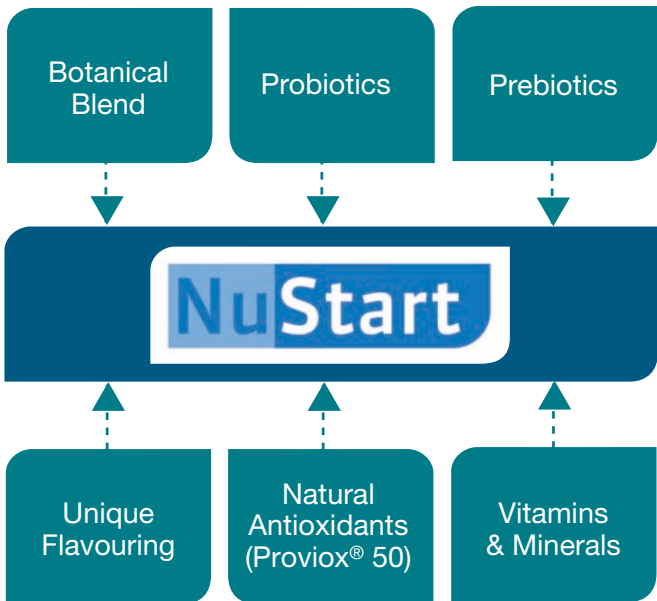 Botanical
Blend
Probiotics
Prebiotics
NuStart
Unique
Flavouring
Natural
Antioxidants
(Proviox® 50)
Vitamins
& Minerals